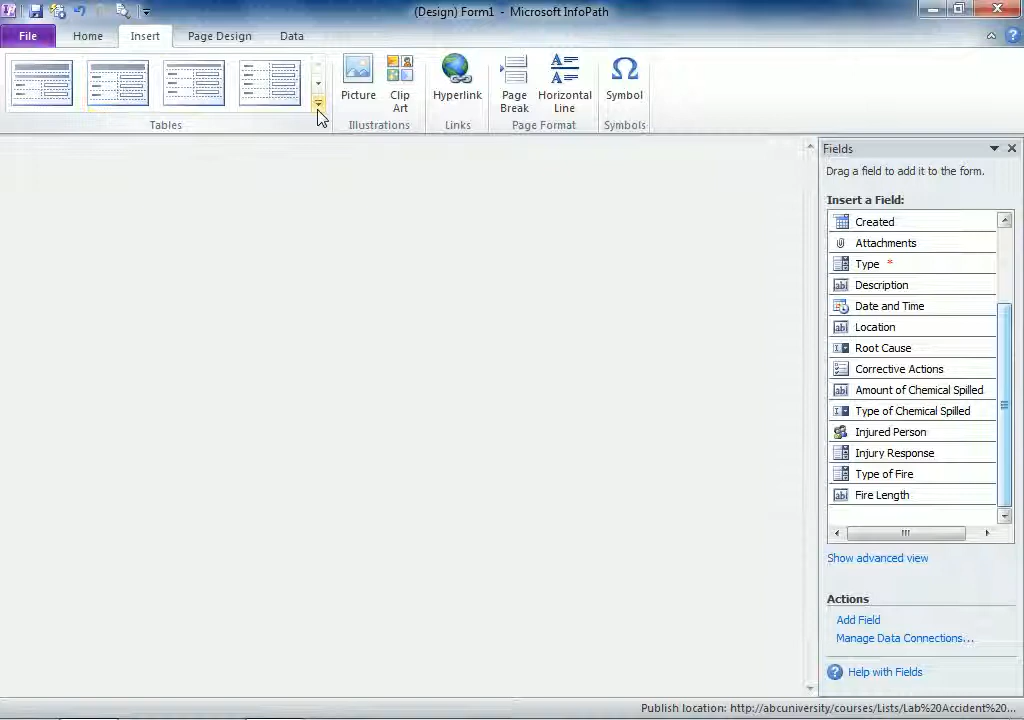 (Design) Form1 - Microsoft InfoPath
File Home Insert Page Design Data
Picture
Clip
Art
Hyperlink
Page
Break
Horizontal
Line
Symbol
Tables
Illustrations
Links
Page Format
Symbols
Fields
Drag a field to add it to the form.
Insert a Field:
Created
Attachments
Type *
Description
Date and Time
Location
Root Cause
Corrective Actions
Amount of Chemical Spilled
Type of Chemical Spilled
Injured Person
Injury Response
Type of Fire
Fire Length
Show advanced view
Actions
Add Field
Manage Data Connections...
Help with Fields
Publish location: http://abcuniversity/courses/Lists/Lab%20Accident%20...